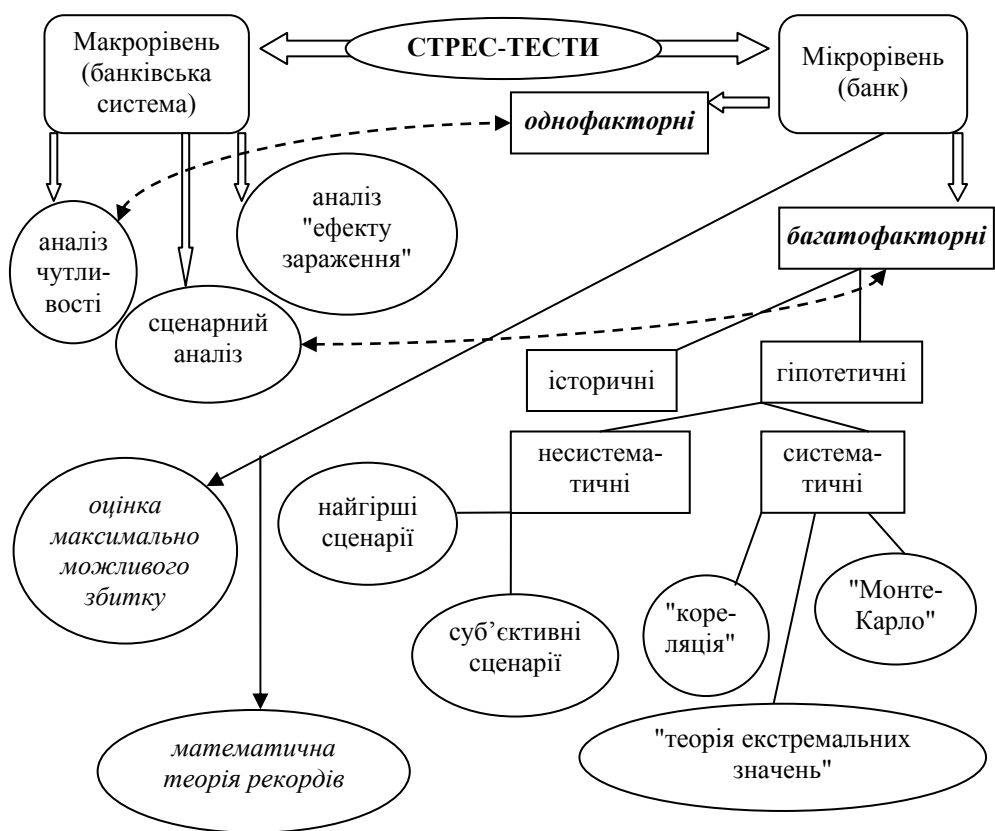 Макрорівень
(банківська
система)
СТРЕС-ТЕСТИ
Мікрорівень
(банк)
однофакторні
аналіз
"ефекту
зараження"
багатофакторні
аналіз
чутли-
вості
сценарний
аналіз
історичні
гіпотетичні
несистема-
тичні
система-
тичні
найгірші
сценарії
оцінка
максимально
можливого
збитку
суб’єктивні
сценарії
"коре-
ляція"
"Монте-
Карло"
математична
теорія рекордів
"теорія екстремальних
значень"